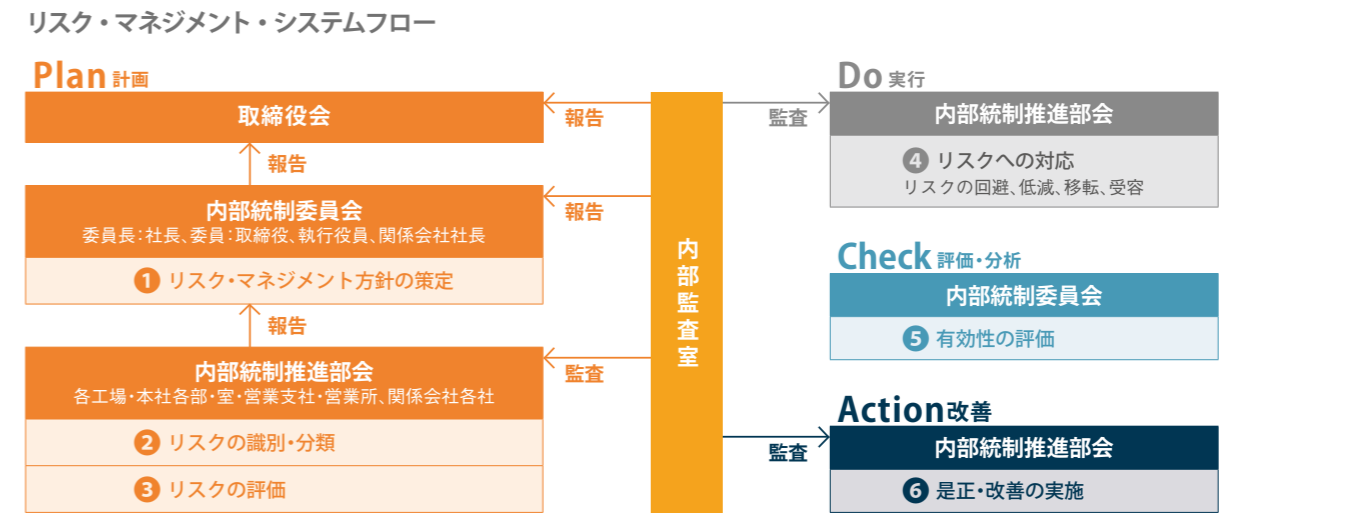 リスク・マネジメント・システムフロー
Plan 計画
取締役会
報告
報告
内部統制委員会
委員長：社長、委員：取締役、執行役員、関係会社社長
報告
❶ リスク・マネジメント方針の策定
報告
内部統制推進部会
各工場・本社各部・室・営業支社・営業所、関係会社各社
監査
❷ リスクの識別・分類
❸ リスクの評価
内部監査室
Do 実行
監査
内部統制推進部会
❹ リスクへの対応
リスクの回避、低減、移転、受容
Check 評価・分析
内部統制委員会
❺ 有効性の評価
Action 改善
監査
内部統制推進部会
❻ 是正・改善の実施